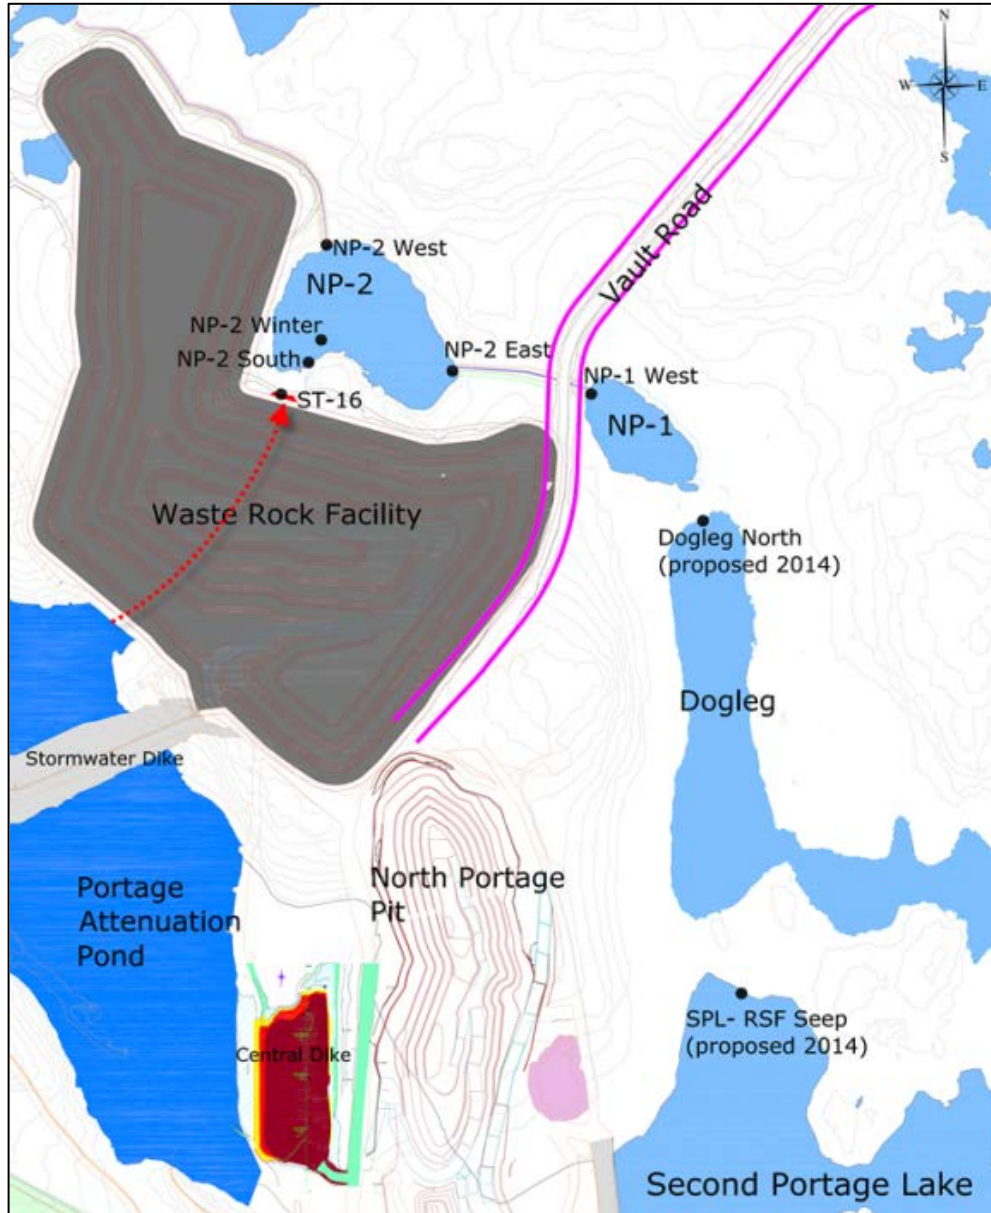 N
W
E
S
Vault Road
NP-2 West
NP-2
NP-2 Winter
NP-2 South
NP-2 East
NP-1 West
ST-16
NP-1
Waste Rock Facility
Dogleg North
(proposed 2014)
Dogleg
Stormwater Dike
North Portage
Pit
Portage
Attenuation
Pond
SPL- RSF Seep
(proposed 2014)
Central Dike
Second Portage Lake